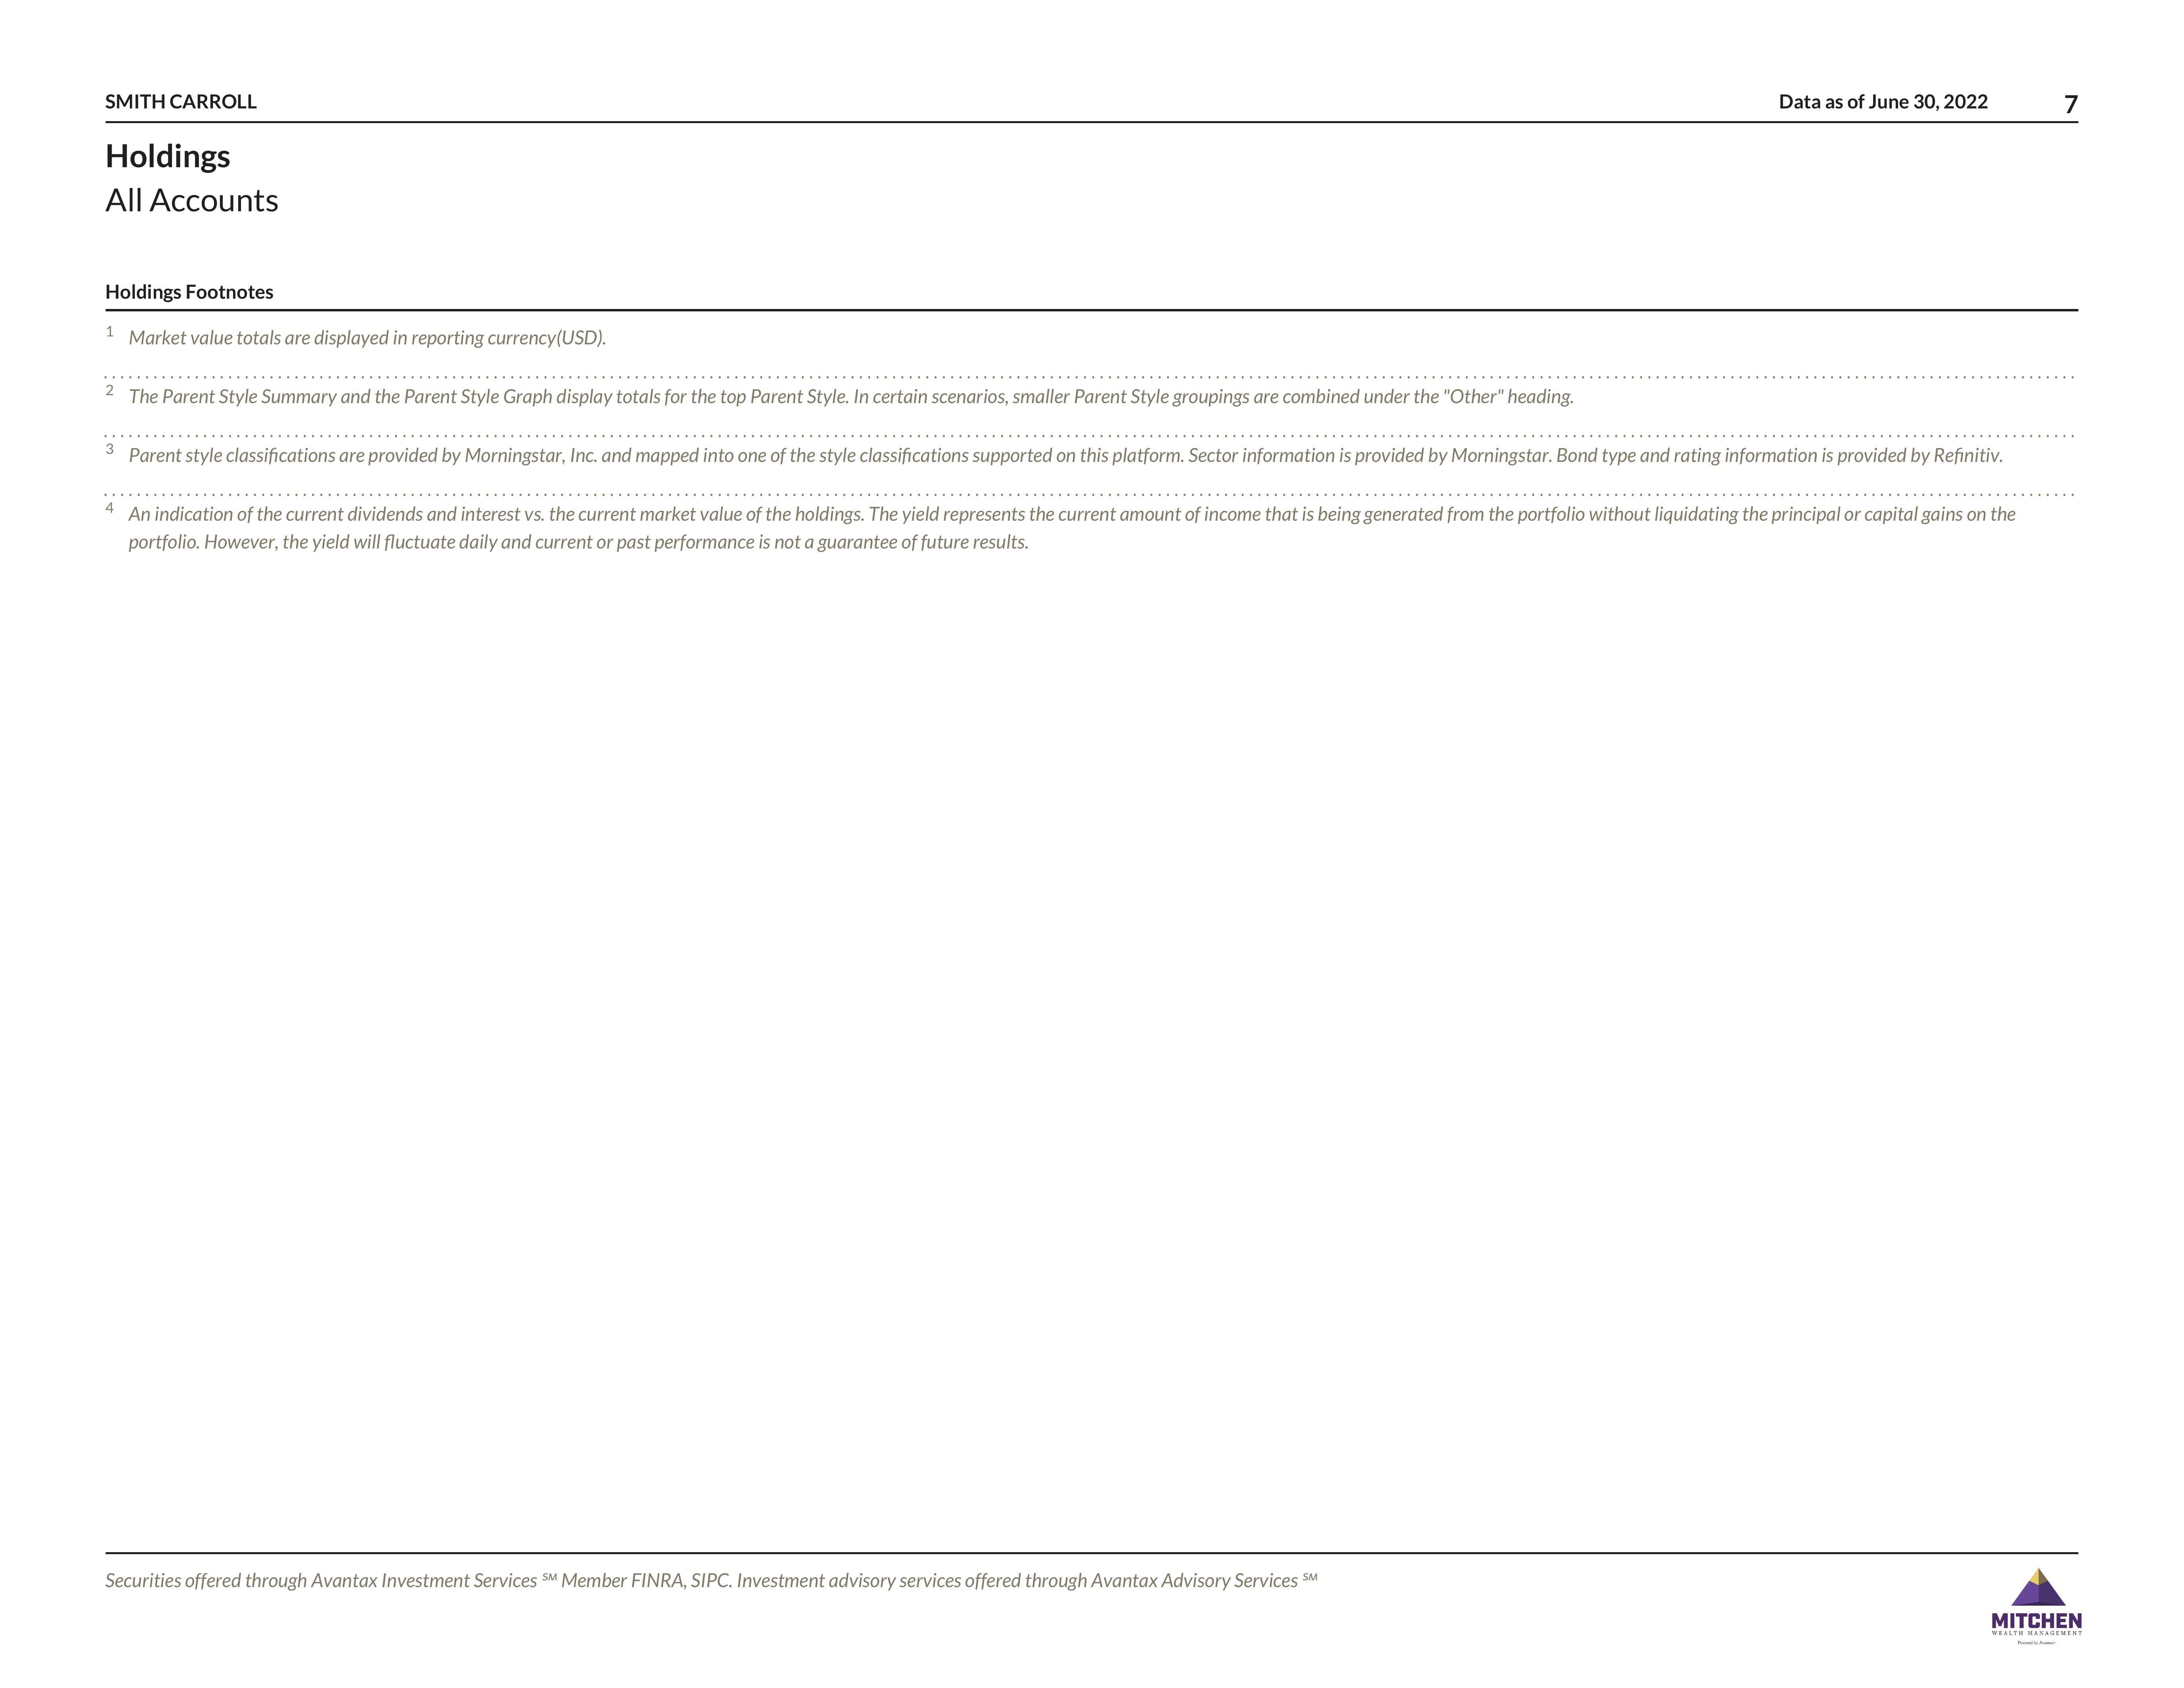 SMITH CARROLL
Data as of June 30, 2022
7
Holdings
All Accounts
Holdings Footnotes
1 Market value totals are displayed in reporting currency(USD).
2 The Parent Style Summary and the Parent Style Graph display totals for the top Parent Style. In certain scenarios, smaller Parent Style groupings are combined under the "Other" heading.
3 Parent style classifications are provided by Morningstar, Inc. and mapped into one of the style classifications supported on this platform. Sector information is provided by Morningstar. Bond type and rating information is provided by Refinitiv.
4 An indication of the current dividends and interest vs. the current market value of the holdings. The yield represents the current amount of income that is being generated from the portfolio without liquidating the principal or capital gains on the
portfolio. However, the yield will fluctuate daily and current or past performance is not a guarantee of future results.
Securities offered through Avantax Investment Services ℠ Member FINRA, SIPC. Investment advisory services offered through Avantax Advisory Services ℠
MITCHEN
WEALTH MANAGEMENT
Powered by Avantax℠